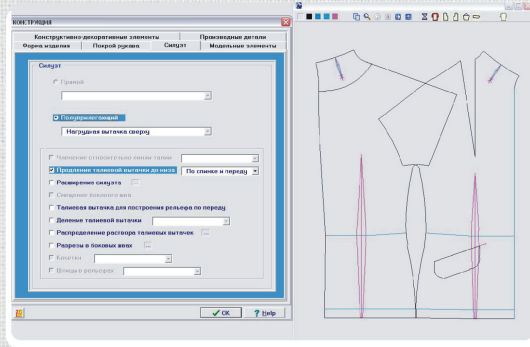 КОНСТРУКЦИЯ
Конструктивно-декоративные элементы Производные детали
Форма изделия Покрой рукава Силуэт Модельные элементы
Силуэт
Прямой
Полуприлегающий
Нагрудная вытачка сверху
Членение относительно линии талии
Продление талиевой вытачки до низа По спинке и переду
Расширение силуэта
Смещение бокового шва
Талиевая вытачка для построения рельефа по переду
Деление талиевой вытачки
Распределение раствора талиевых вытачек
Разрезы в боковых швах
Кокетки
Шлицы в рельефах
OK ? Help